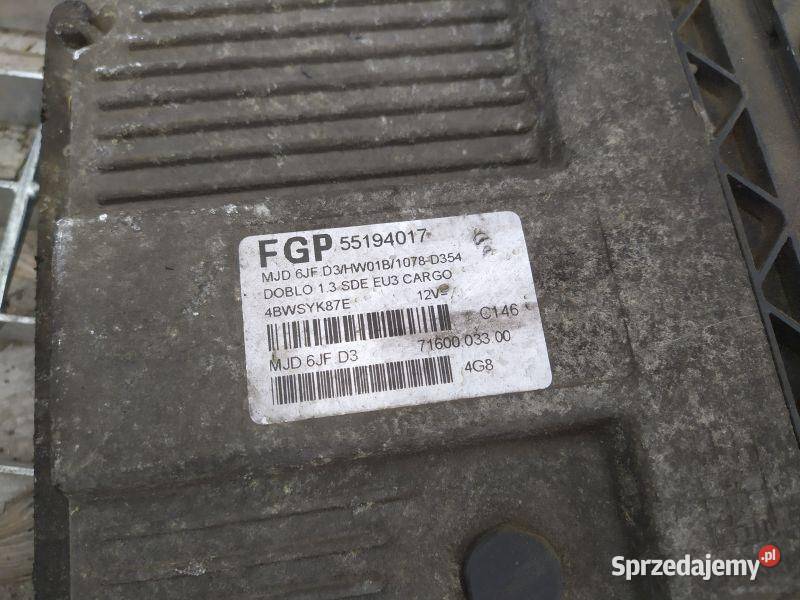 FGP 55194017
MJD 6JF D3/HW01B/1078-D354
DOBLO 1.3 SDE EU3 CARGO
4BWSYK87E 12V=
C146
MJD 6JF D3 71600.033.00
4G8
Sprzedajemy.pl